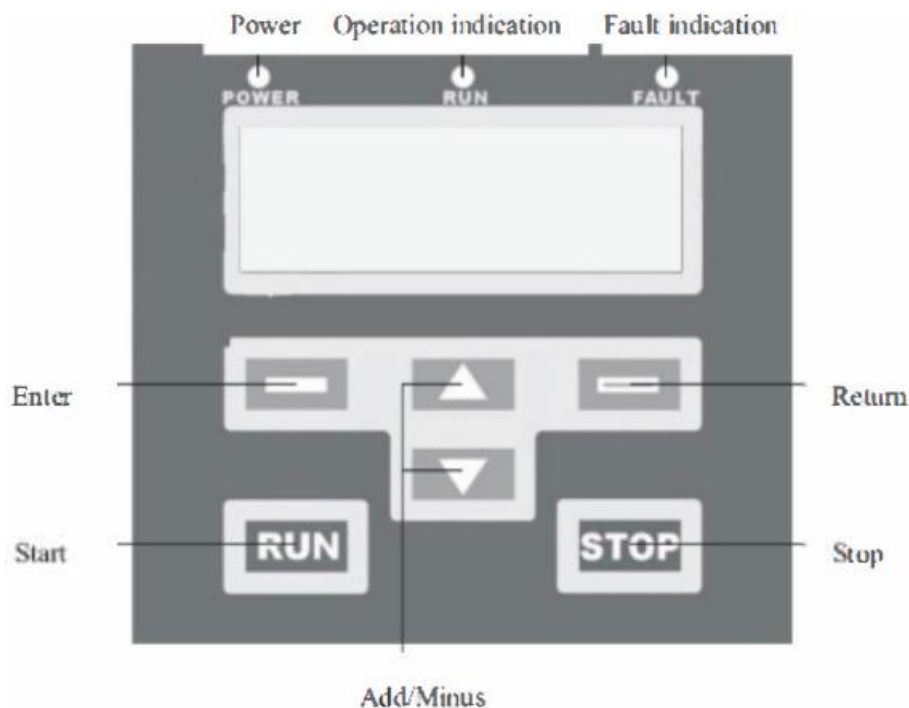 Power Operation indication Fault indication
POWER RUN FAULT
Enter Return
RUN STOP
Start Stop
Add/Minus